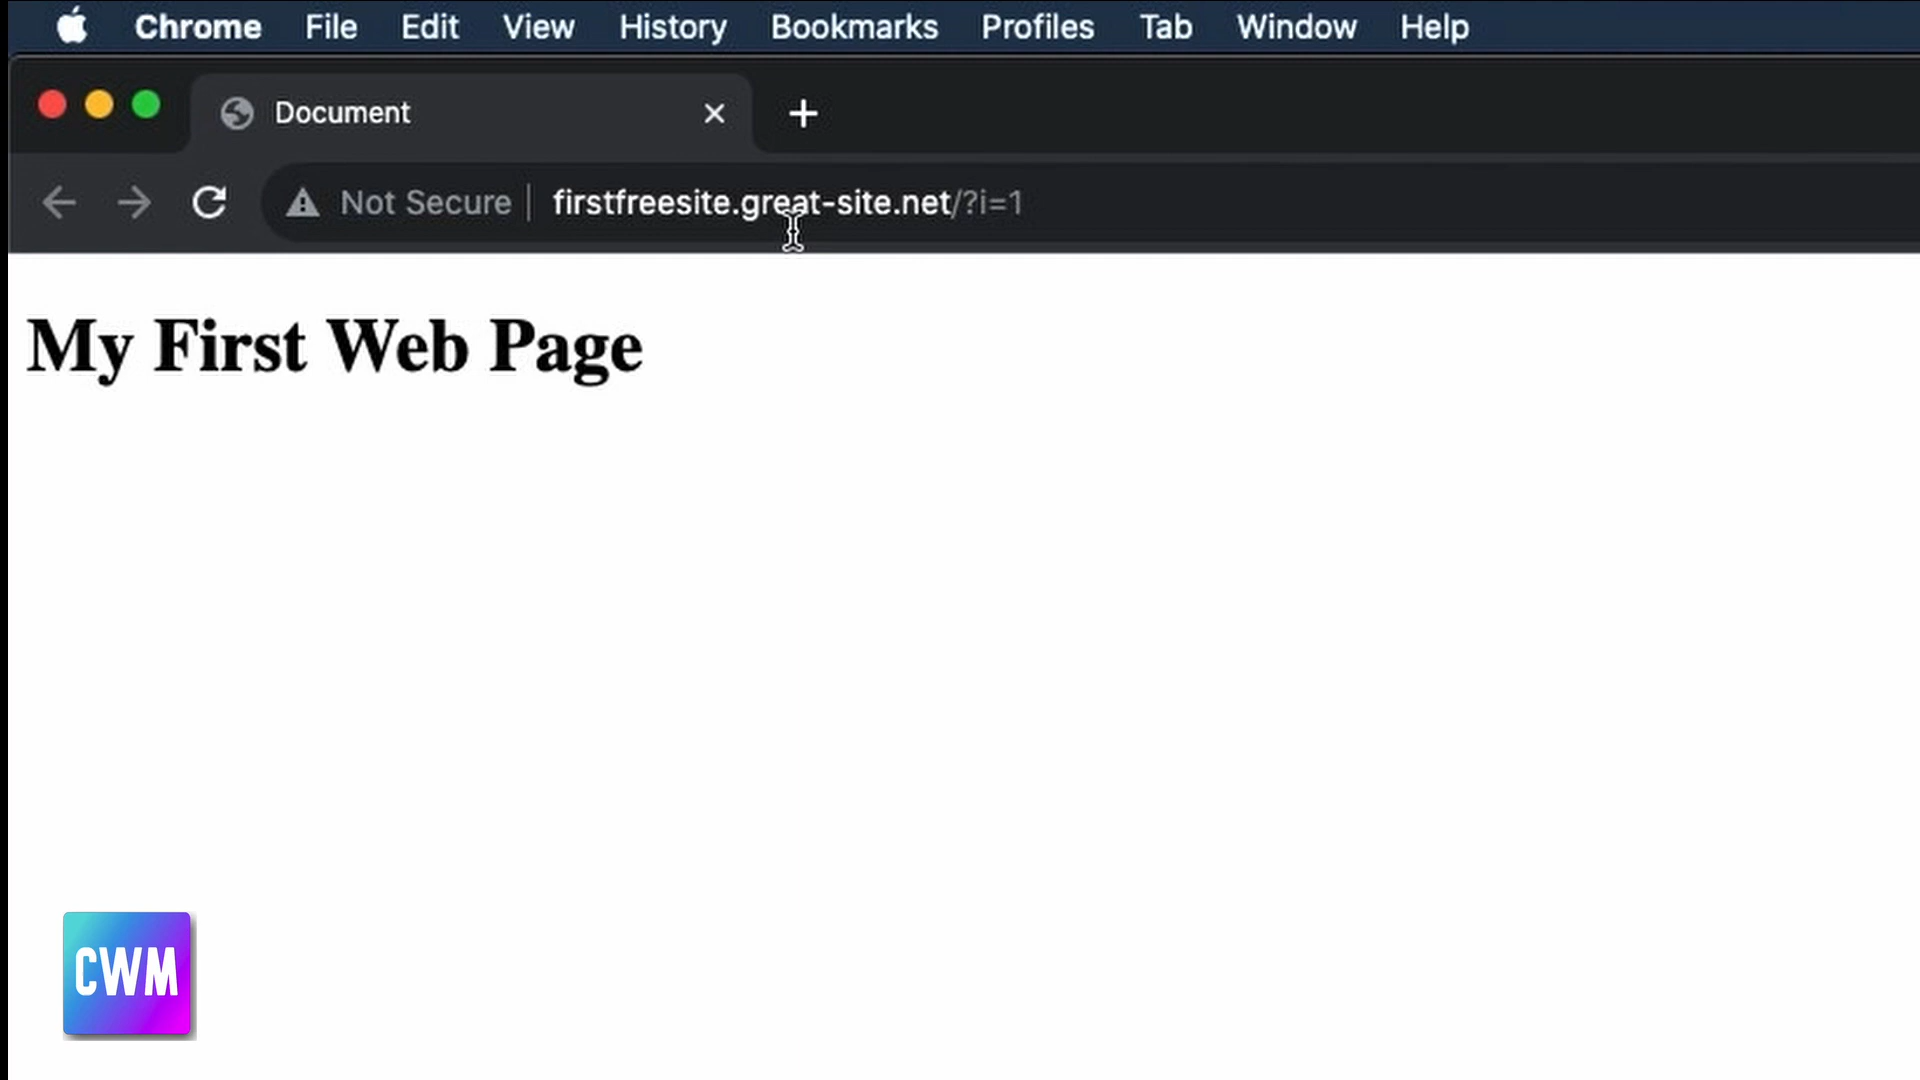 Chrome File Edit View History Bookmarks Profiles Tab Window Help
Document
Not Secure firstfreesite.great-site.net/?i=1
My First Web Page
CWM